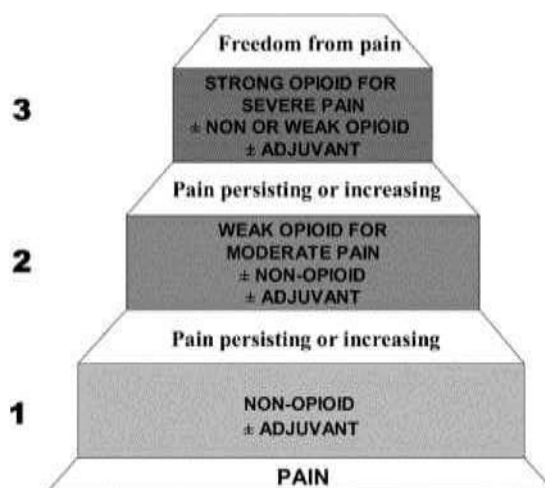 Freedom from pain
3
STRONG OPIOID FOR
SEVERE PAIN
± NON OR WEAK OPIOID
± ADJUVANT
Pain persisting or increasing
2
WEAK OPIOID FOR
MODERATE PAIN
± NON-OPIOID
± ADJUVANT
Pain persisting or increasing
1
NON-OPIOID
± ADJUVANT
PAIN